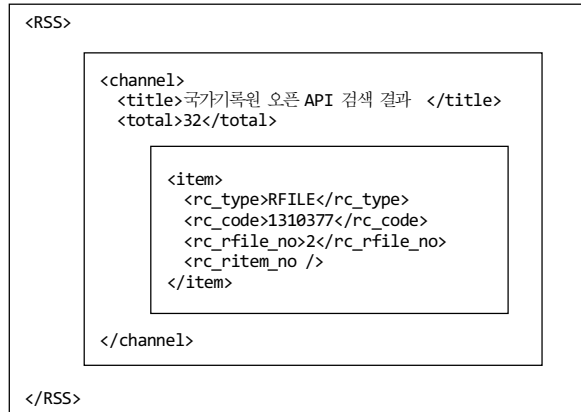 <RSS>
<channel>
<title>국가기록원 오픈 API 검색 결과 </title>
<total>32</total>
<item>
<rc_type>RFILE</rc_type>
<rc_code>1310377</rc_code>
<rc_rfile_no>2</rc_rfile_no>
<rc_ritem_no />
</item>
</channel>
</RSS>